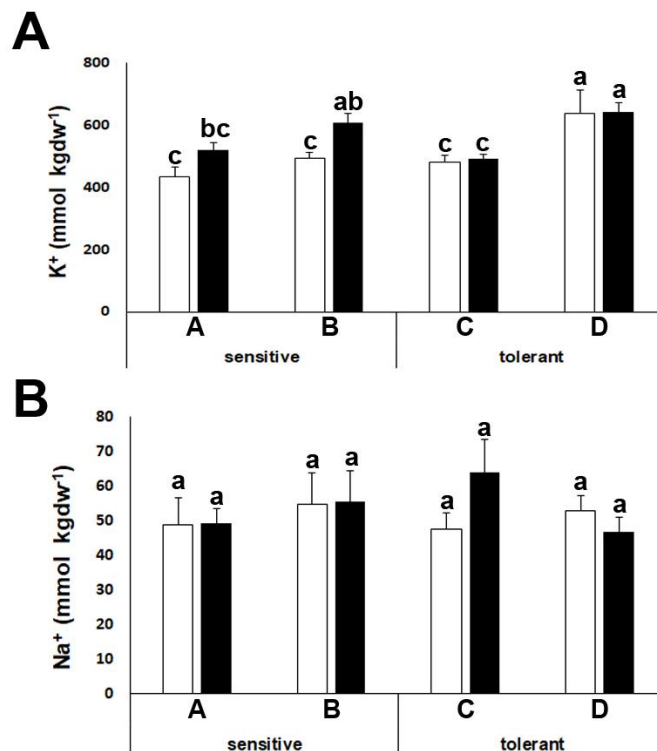 A
K⁺ (mmol kgdw⁻¹)
800
600
400
200
0
c
bc
c
ab
c
c
a
a
A
B
C
D
sensitive
tolerant
B
Na⁺ (mmol kgdw⁻¹)
80
70
60
50
40
30
20
10
0
a
a
a
a
a
a
a
a
A
B
C
D
sensitive
tolerant